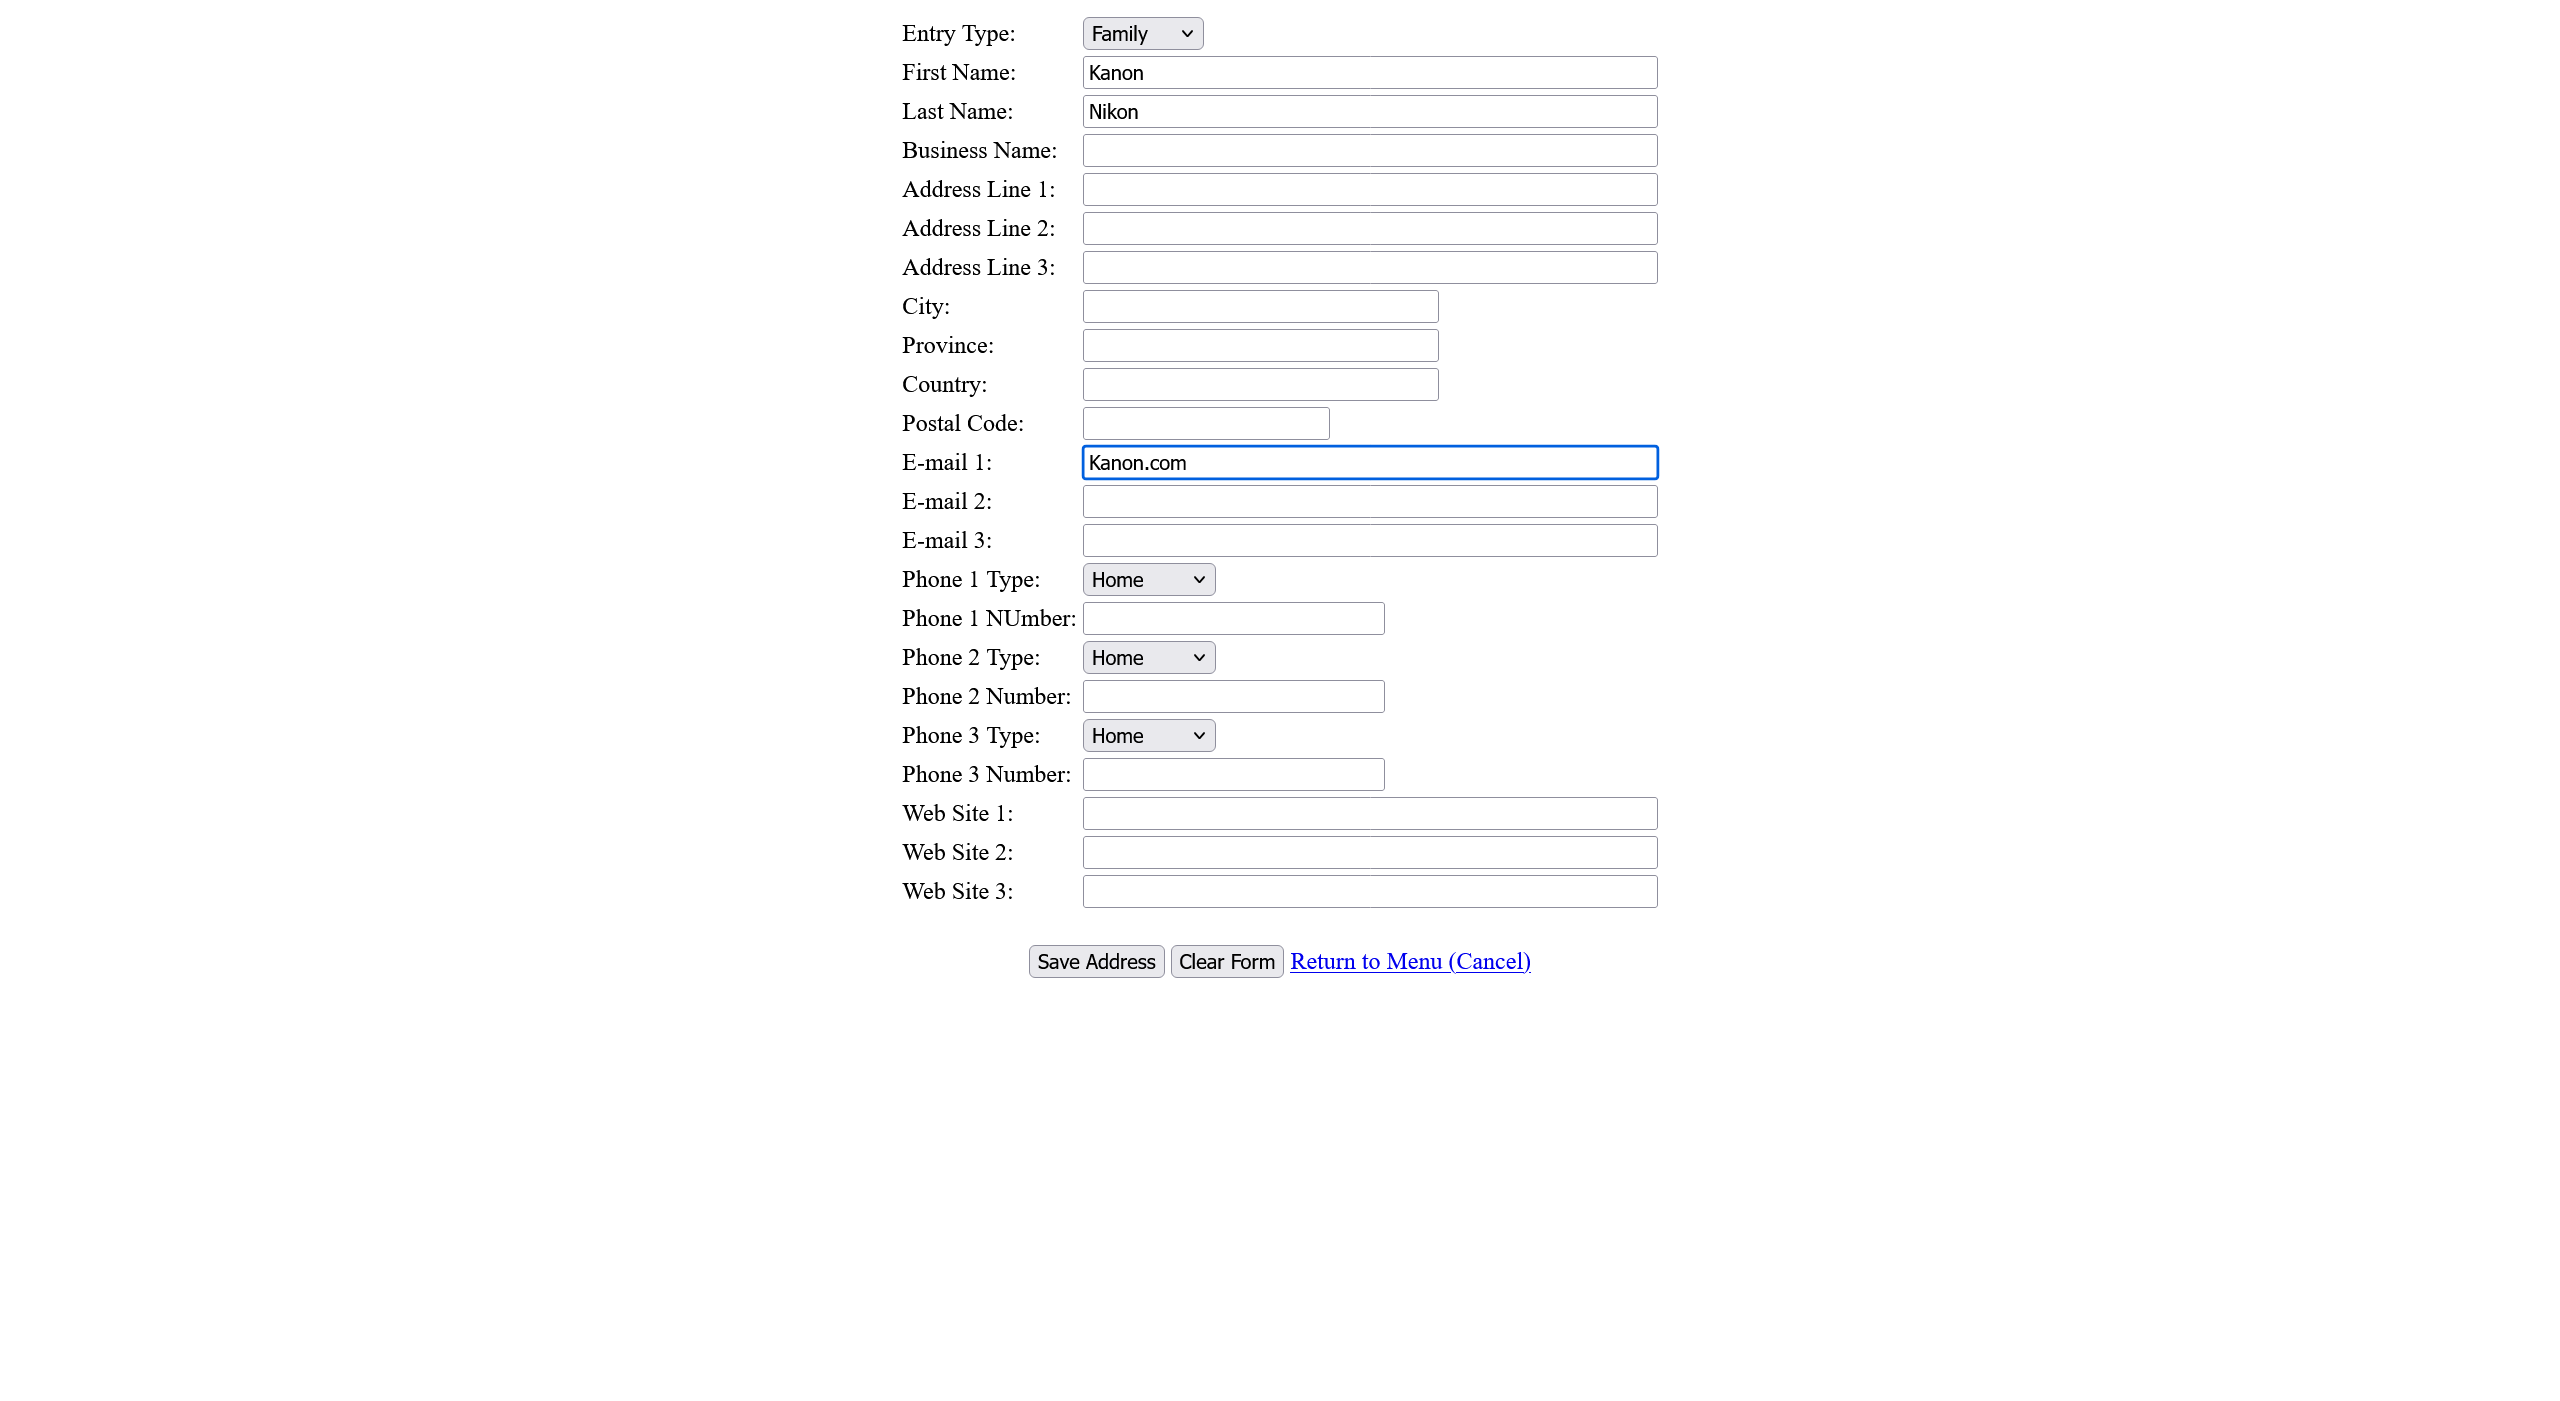 Entry Type: Family
First Name: Kanon
Last Name: Nikon
Business Name:
Address Line 1:
Address Line 2:
Address Line 3:
City:
Province:
Country:
Postal Code:
E-mail 1: Kanon.com
E-mail 2:
E-mail 3:
Phone 1 Type: Home
Phone 1 NUmber:
Phone 2 Type: Home
Phone 2 Number:
Phone 3 Type: Home
Phone 3 Number:
Web Site 1:
Web Site 2:
Web Site 3:
Save Address Clear Form Return to Menu (Cancel)